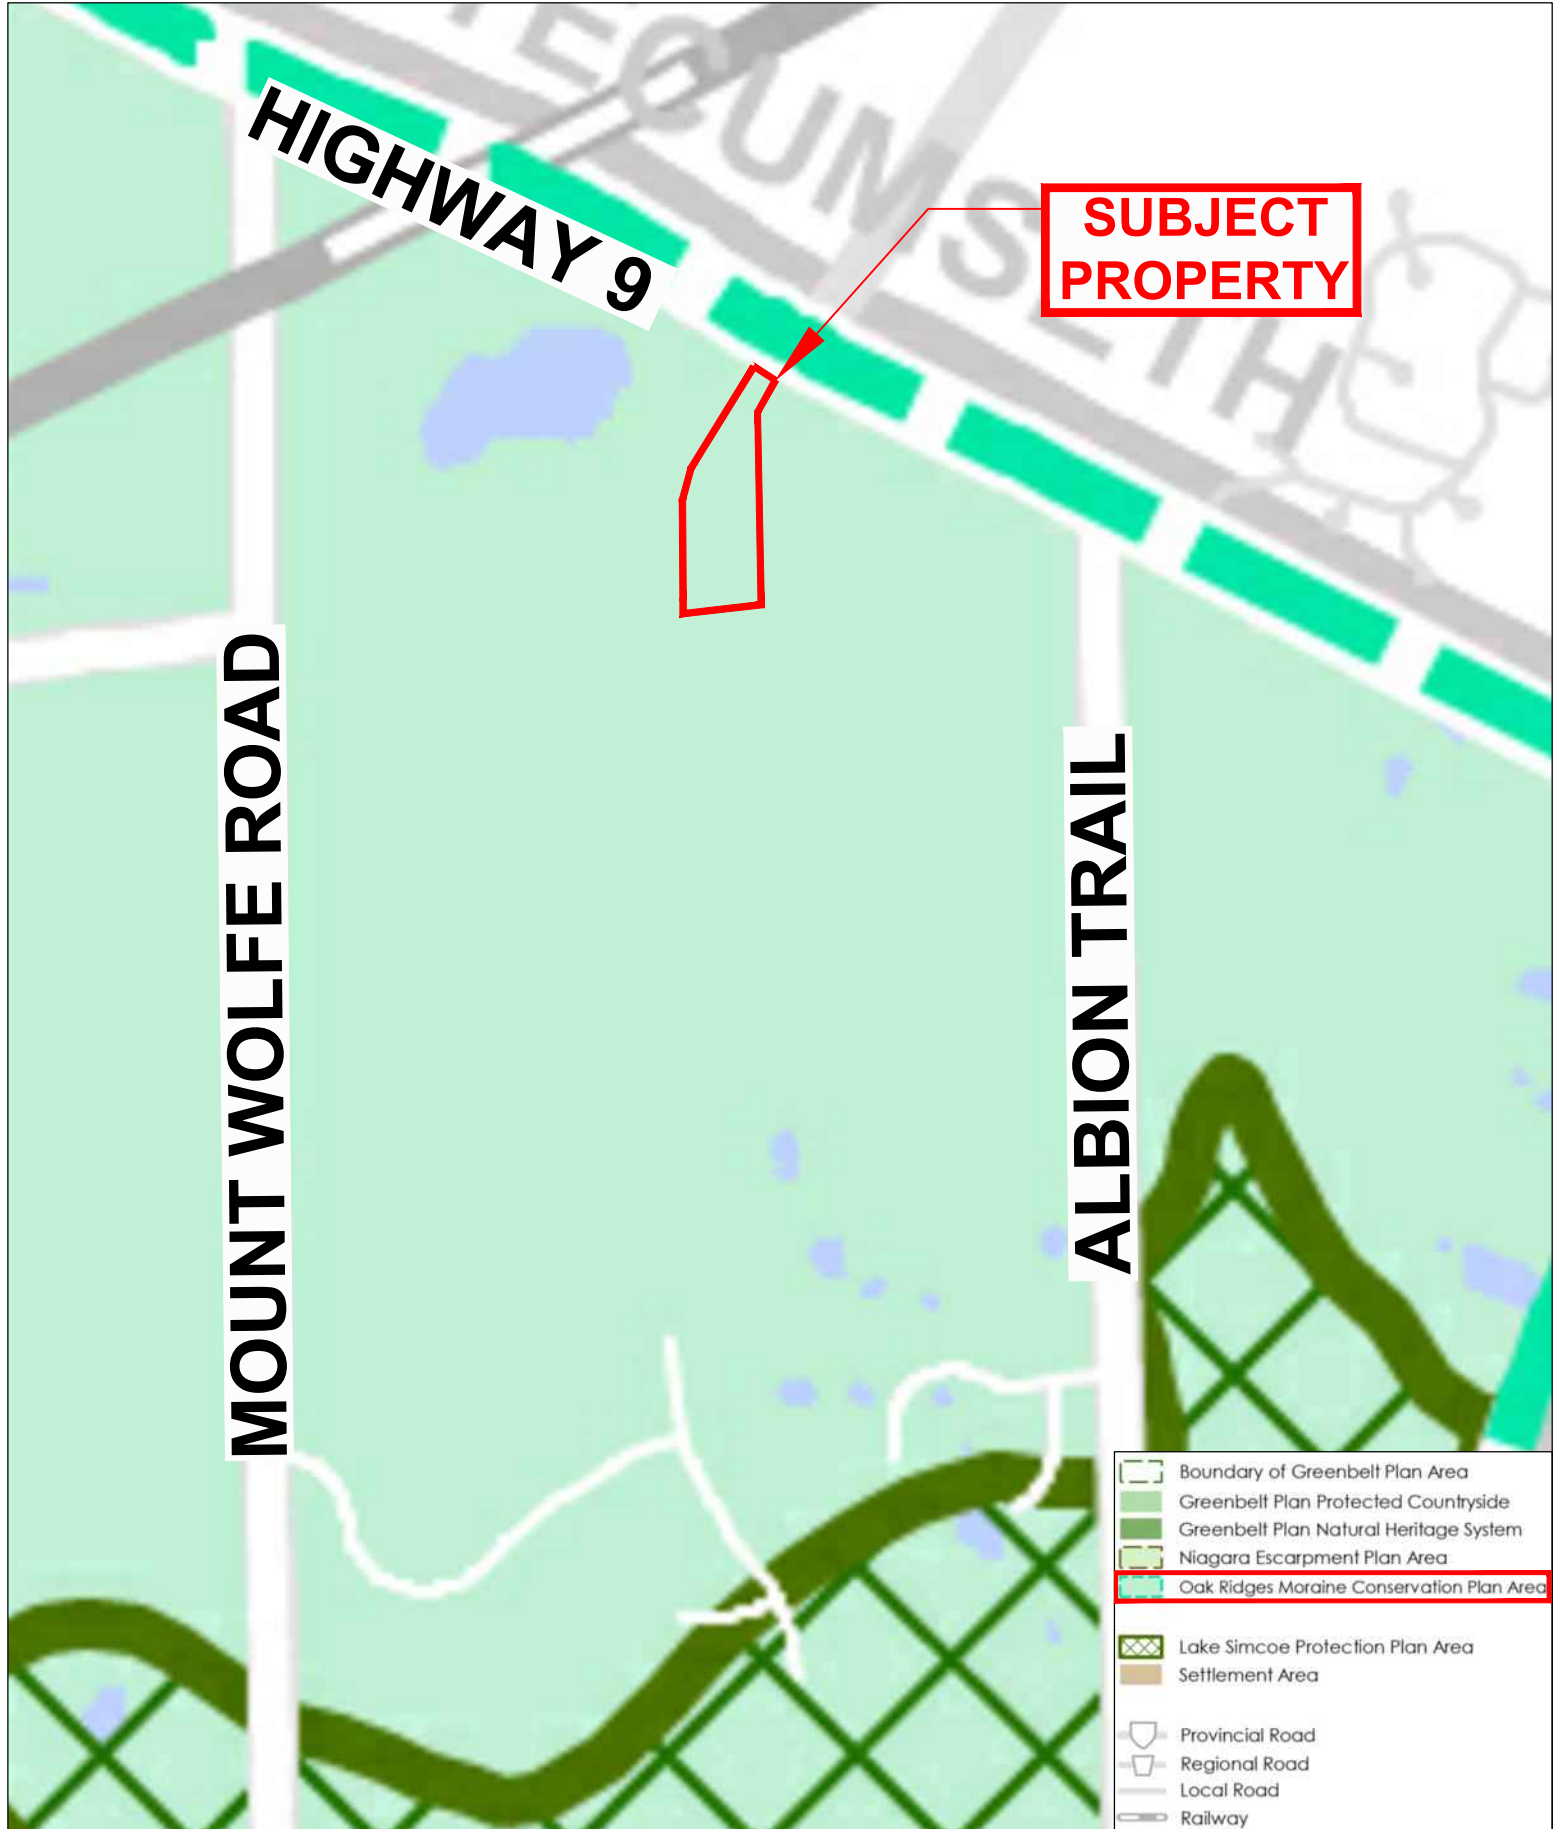 TECUMSETH
HIGHWAY 9
SUBJECT
PROPERTY
MOUNT WOLFE ROAD
ALBION TRAIL
Boundary of Greenbelt Plan Area
Greenbelt Plan Protected Countryside
Greenbelt Plan Natural Heritage System
Niagara Escarpment Plan Area
Oak Ridges Moraine Conservation Plan Area
Lake Simcoe Protection Plan Area
Settlement Area
Provincial Road
Regional Road
Local Road
Railway